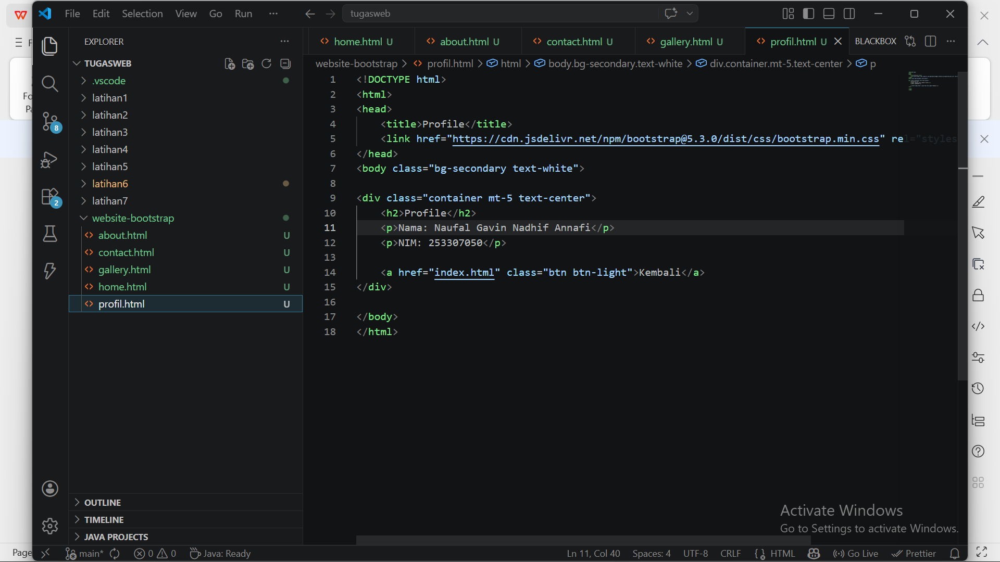 File Edit Selection View Go Run ···
tugasweb
EXPLORER
home.html U
about.html U
contact.html U
gallery.html U
profil.html U
BLACKBOX
TUGASWEB
.vscode
latihan1
latihan2
latihan3
latihan4
latihan5
latihan6
latihan7
website-bootstrap
about.html U
contact.html U
gallery.html U
home.html U
profil.html U
8
2
OUTLINE
TIMELINE
JAVA PROJECTS
website-bootstrap > profil.html > html > body.bg-secondary.text-white > div.container.mt-5.text-center > p
1 <!DOCTYPE html>
2 <html>
3 <head>
4 <title>Profile</title>
5 <link href="https://cdn.jsdelivr.net/npm/bootstrap@5.3.0/dist/css/bootstrap.min.css" rel="styles
6 </head>
7 <body class="bg-secondary text-white">
8
9 <div class="container mt-5 text-center">
10 <h2>Profile</h2>
11 <p>Nama: Naufal Gavin Nadhif Annafi</p>
12 <p>NIM: 253307050</p>
13
14 <a href="index.html" class="btn btn-light">Kembali</a>
15 </div>
16
17 </body>
18 </html>
Activate Windows
Go to Settings to activate Windows.
Page
main* 0 0 Java: Ready
Ln 11, Col 40 Spaces: 4 UTF-8 CRLF HTML Go Live Prettier